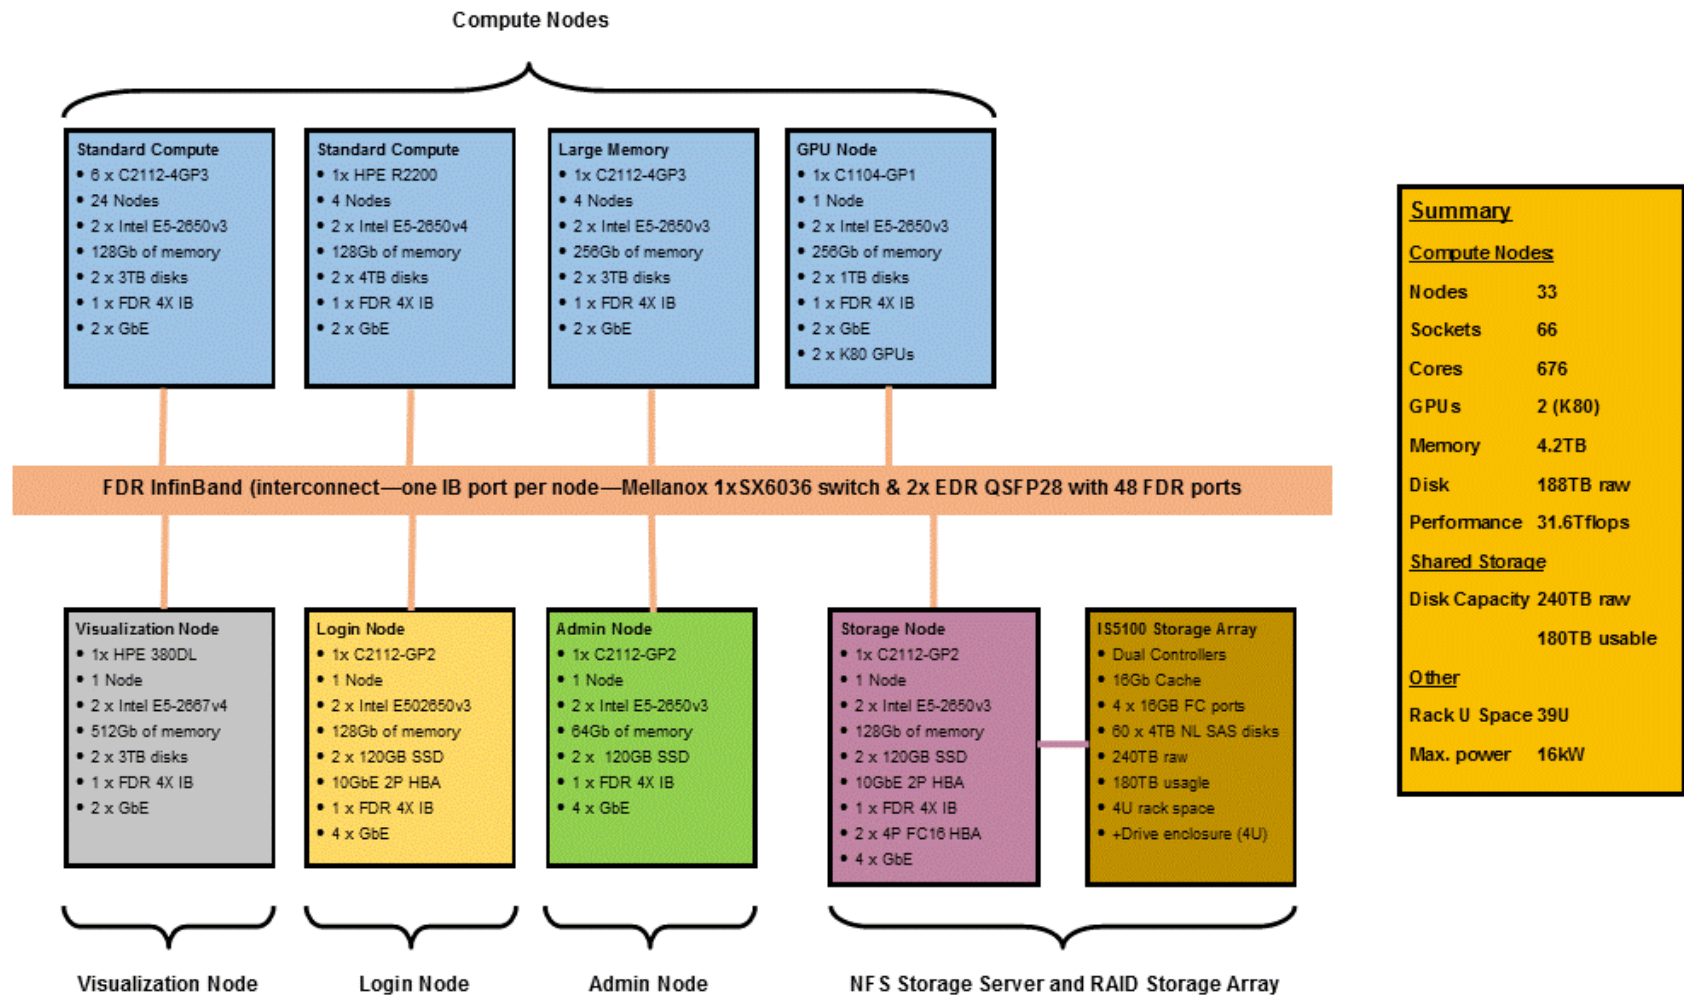 Compute Nodes
Standard Compute
• 6 x C2112-4GP3
• 24 Nodes
• 2 x Intel E5-2650v3
• 128Gb of memory
• 2 x 3TB disks
• 1 x FDR 4X IB
• 2 x GbE
Standard Compute
• 1x HPE R2200
• 4 Nodes
• 2 x Intel E5-2650v4
• 128Gb of memory
• 2 x 4TB disks
• 1 x FDR 4X IB
• 2 x GbE
Large Memory
• 1x C2112-4GP3
• 4 Nodes
• 2 x Intel E5-2650v3
• 256Gb of memory
• 2 x 3TB disks
• 1 x FDR 4X IB
• 2 x GbE
GPU Node
• 1x C1104-GP1
• 1 Node
• 2 x Intel E5-2650v3
• 256Gb of memory
• 2 x 1TB disks
• 1 x FDR 4X IB
• 2 x GbE
• 2 x K80 GPUs
FDR InfinBand (interconnect—one IB port per node—Mellanox 1xSX6036 switch & 2x EDR QSFP28 with 48 FDR ports
Visualization Node
• 1x HPE 380DL
• 1 Node
• 2 x Intel E5-2667v4
• 512Gb of memory
• 2 x 3TB disks
• 1 x FDR 4X IB
• 2 x GbE
Login Node
• 1x C2112-GP2
• 1 Node
• 2 x Intel E502650v3
• 128Gb of memory
• 2 x 120GB SSD
• 10GbE 2P HBA
• 1 x FDR 4X IB
• 4 x GbE
Admin Node
• 1x C2112-GP2
• 1 Node
• 2 x Intel E5-2650v3
• 64Gb of memory
• 2 x 120GB SSD
• 1 x FDR 4X IB
• 4 x GbE
Storage Node
• 1x C2112-GP2
• 1 Node
• 2 x Intel E5-2650v3
• 128Gb of memory
• 2 x 120GB SSD
• 10GbE 2P HBA
• 1 x FDR 4X IB
• 2 x 4P FC16 HBA
• 4 x GbE
IS5100 Storage Array
• Dual Controllers
• 16Gb Cache
• 4 x 16GB FC ports
• 60 x 4TB NL SAS disks
• 240TB raw
• 180TB usagle
• 4U rack space
• +Drive enclosure (4U)
Visualization Node
Login Node
Admin Node
NFS Storage Server and RAID Storage Array
Summary
Compute Nodes:
Nodes 33
Sockets 66
Cores 676
GPUs 2 (K80)
Memory 4.2TB
Disk 188TB raw
Performance 31.6Tflops
Shared Storage
Disk Capacity 240TB raw
180TB usable
Other
Rack U Space 39U
Max. power 16kW